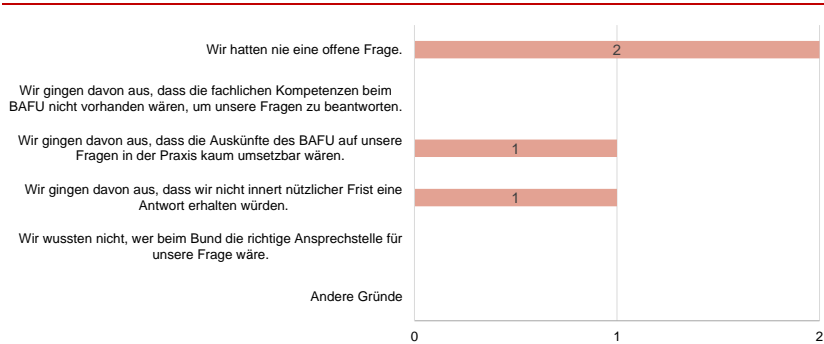 Wir hatten nie eine offene Frage.
2
Wir gingen davon aus, dass die fachlichen Kompetenzen beim
BAFU nicht vorhanden wären, um unsere Fragen zu beantworten.
Wir gingen davon aus, dass die Auskünfte des BAFU auf unsere
Fragen in der Praxis kaum umsetzbar wären.
1
Wir gingen davon aus, dass wir nicht innert nützlicher Frist eine
Antwort erhalten würden.
1
Wir wussten nicht, wer beim Bund die richtige Ansprechstelle für
unsere Frage wäre.
Andere Gründe
0 1 2